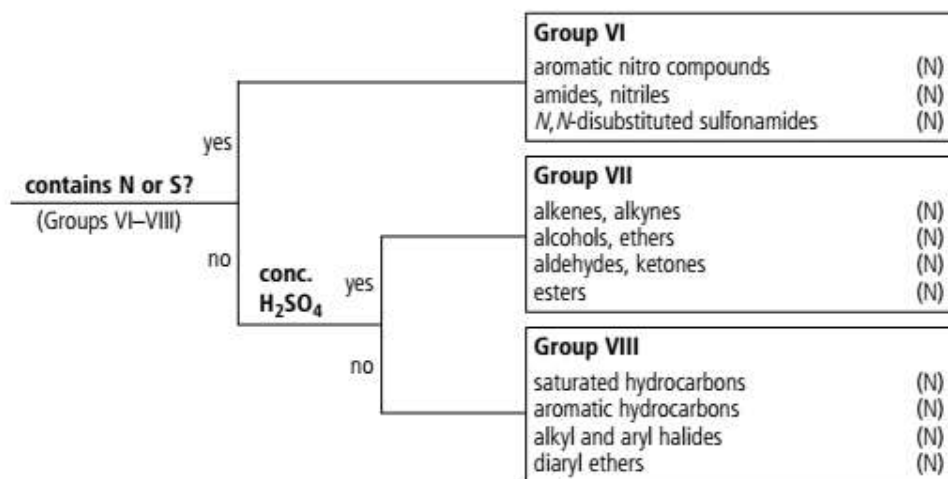 Group VI
aromatic nitro compounds (N)
amides, nitriles (N)
N,N-disubstituted sulfonamides (N)
yes
contains N or S?
(Groups VI–VIII)
no
Group VII
alkenes, alkynes (N)
alcohols, ethers (N)
aldehydes, ketones (N)
esters (N)
conc.
H₂SO₄
yes
no
Group VIII
saturated hydrocarbons (N)
aromatic hydrocarbons (N)
alkyl and aryl halides (N)
diaryl ethers (N)